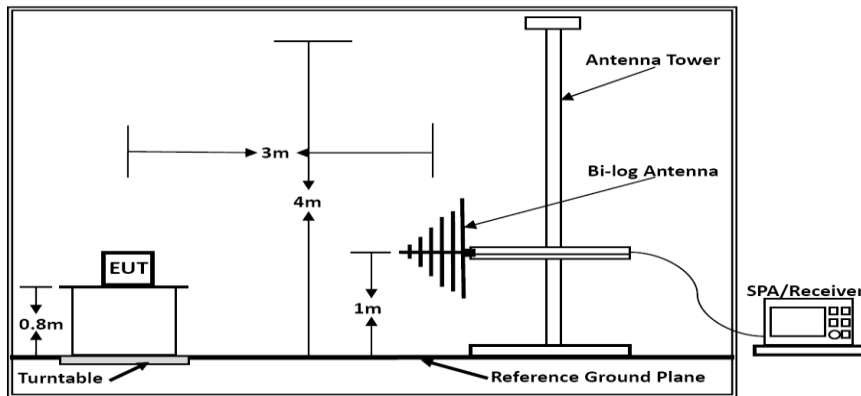 Antenna Tower
3m
Bi-log Antenna
4m
EUT
SPA/Receiver
0.8m
1m
Turntable
Reference Ground Plane